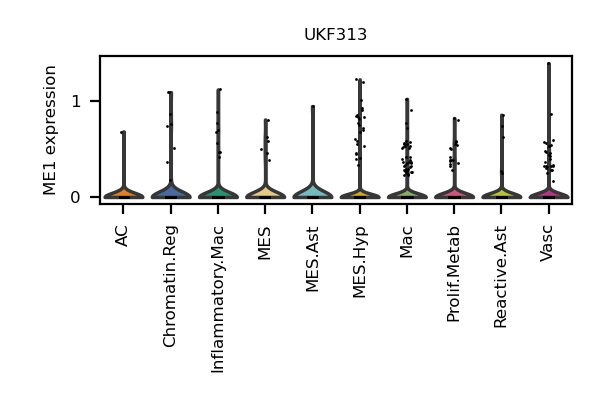 UKF313
ME1 expression
1
0
AC
Chromatin.Reg
Inflammatory.Mac
MES
MES.Ast
MES.Hyp
Mac
Prolif.Metab
Reactive.Ast
Vasc